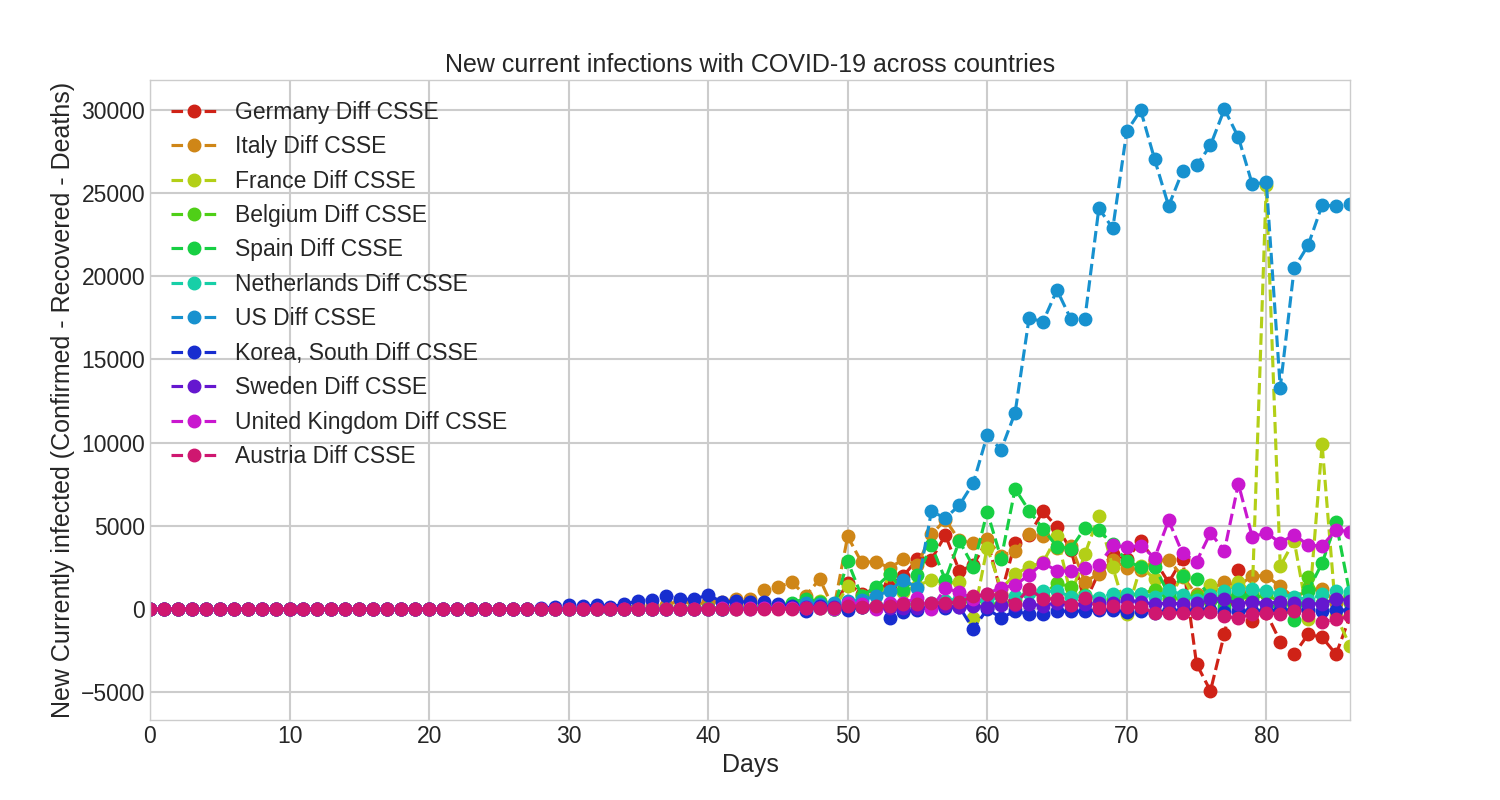 New current infections with COVID-19 across countries
New Currently infected (Confirmed - Recovered - Deaths)
30000
25000
20000
15000
10000
5000
0
−5000
Germany Diff CSSE
Italy Diff CSSE
France Diff CSSE
Belgium Diff CSSE
Spain Diff CSSE
Netherlands Diff CSSE
US Diff CSSE
Korea, South Diff CSSE
Sweden Diff CSSE
United Kingdom Diff CSSE
Austria Diff CSSE
0 10 20 30 40 50 60 70 80
Days